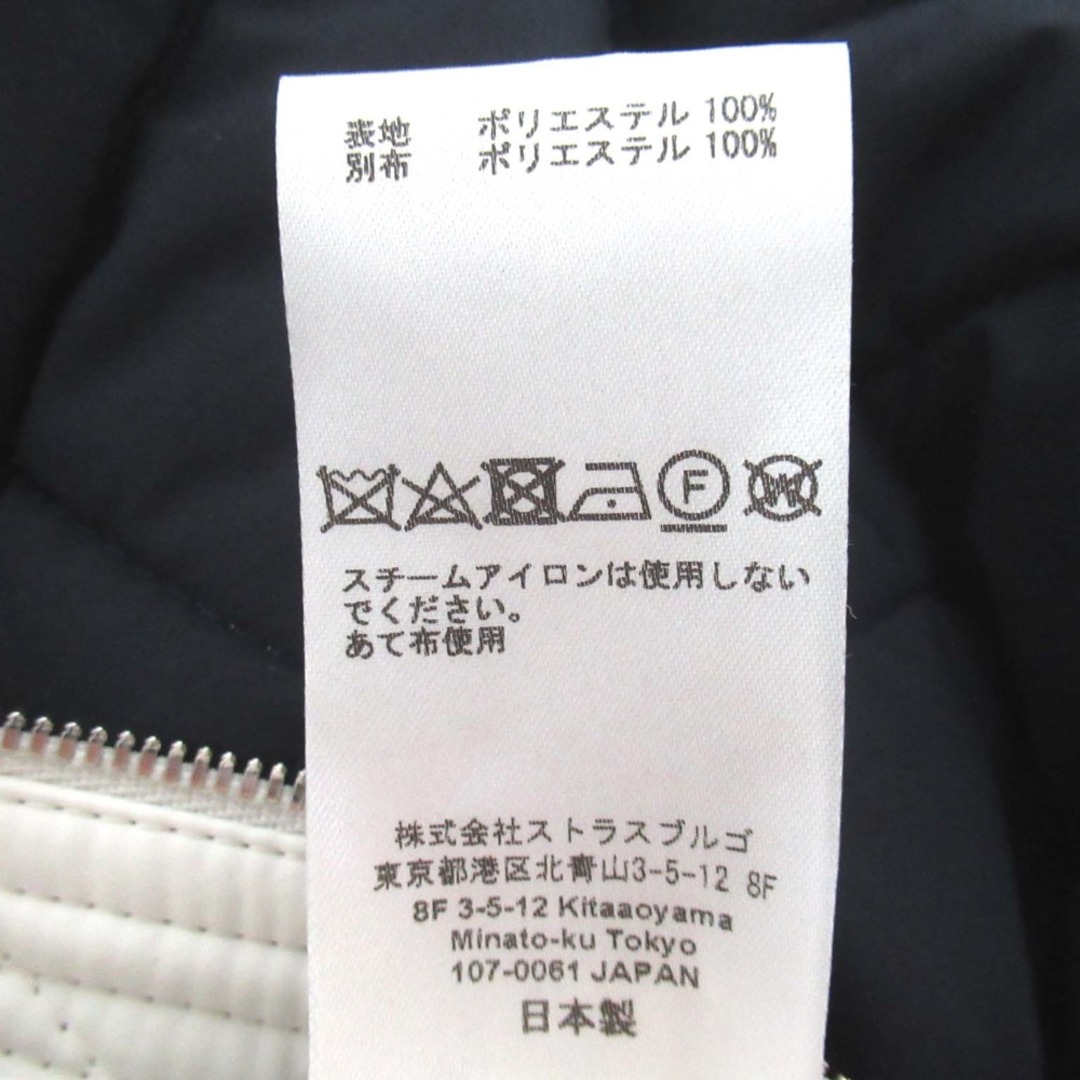 表地 ポリエステル 100%
別布 ポリエステル 100%
F W
スチームアイロンは使用しない
でください。
あて布使用
株式会社ストラスブルゴ
東京都港区北青山3-5-12 8F
8F 3-5-12 Kitaaoyama
Minato-ku Tokyo
107-0061 JAPAN
日本製